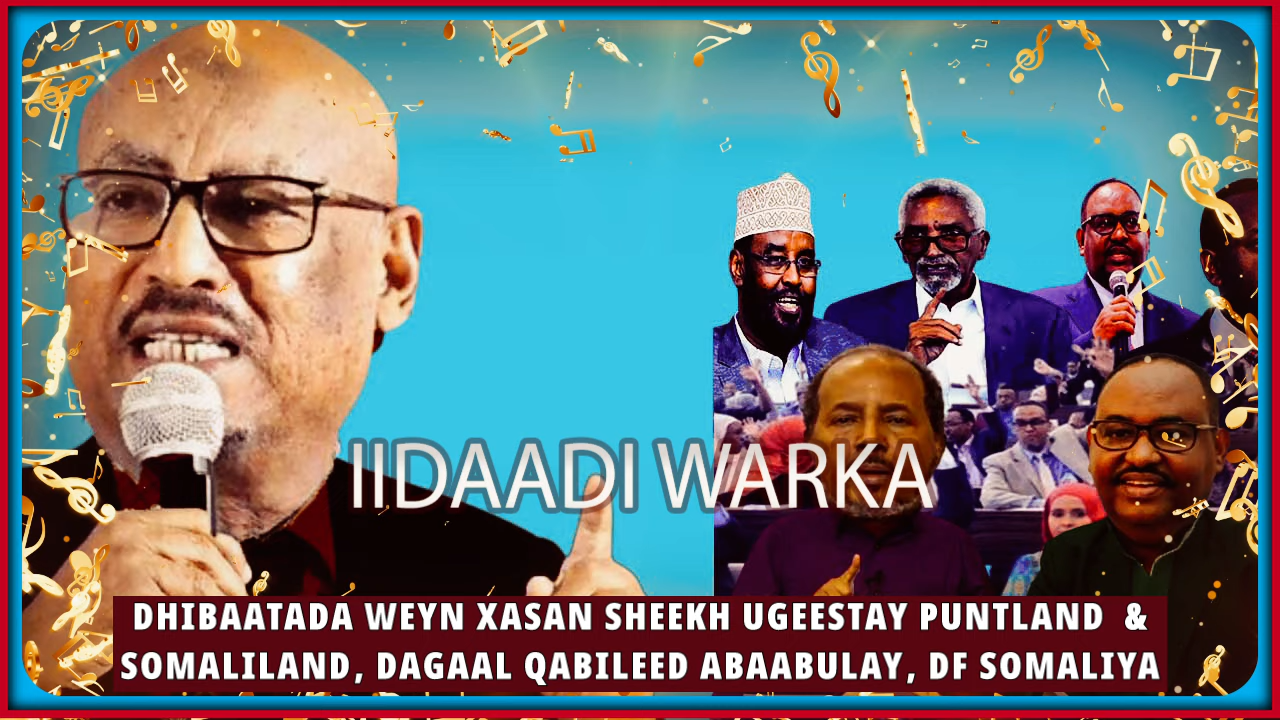 IIDAADI WARKA
DHIBAATADA WEYN XASAN SHEEKH UGEESTAY PUNTLAND &
SOMALILAND, DAGAAL QABILEED ABAABULAY, DF SOMALIYA